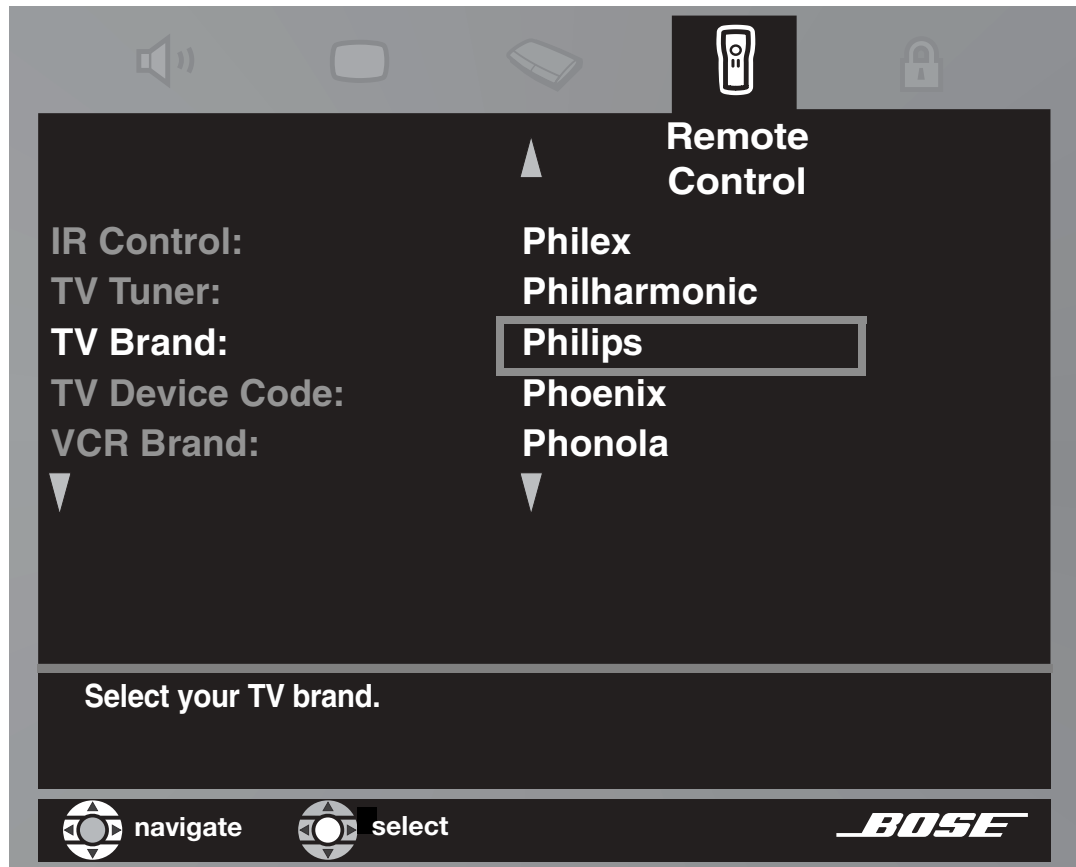 Remote
Control
IR Control: Philex
TV Tuner: Philharmonic
TV Brand: Philips
TV Device Code: Phoenix
VCR Brand: Phonola
Select your TV brand.
navigate select BOSE